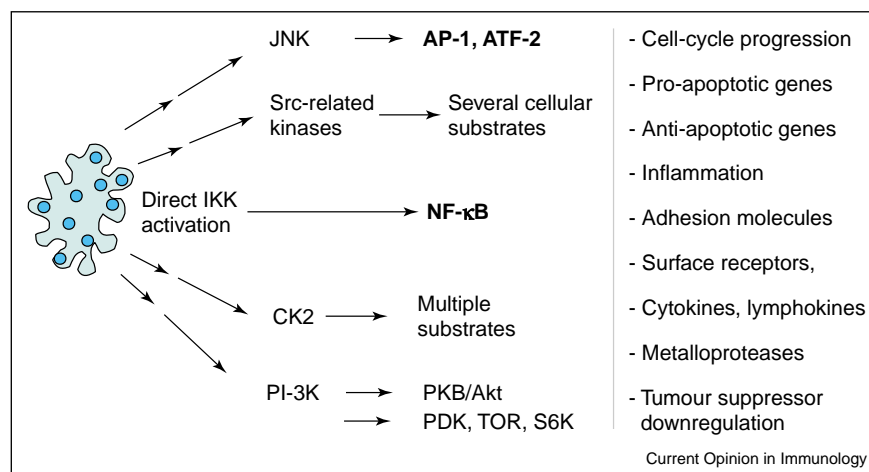 JNK
AP-1, ATF-2
Src-related
kinases
Several cellular
substrates
Direct IKK
activation
NF-κB
CK2
Multiple
substrates
PI-3K
PKB/Akt
PDK, TOR, S6K
- Cell-cycle progression
- Pro-apoptotic genes
- Anti-apoptotic genes
- Inflammation
- Adhesion molecules
- Surface receptors,
- Cytokines, lymphokines
- Metalloproteases
- Tumour suppressor
downregulation
Current Opinion in Immunology